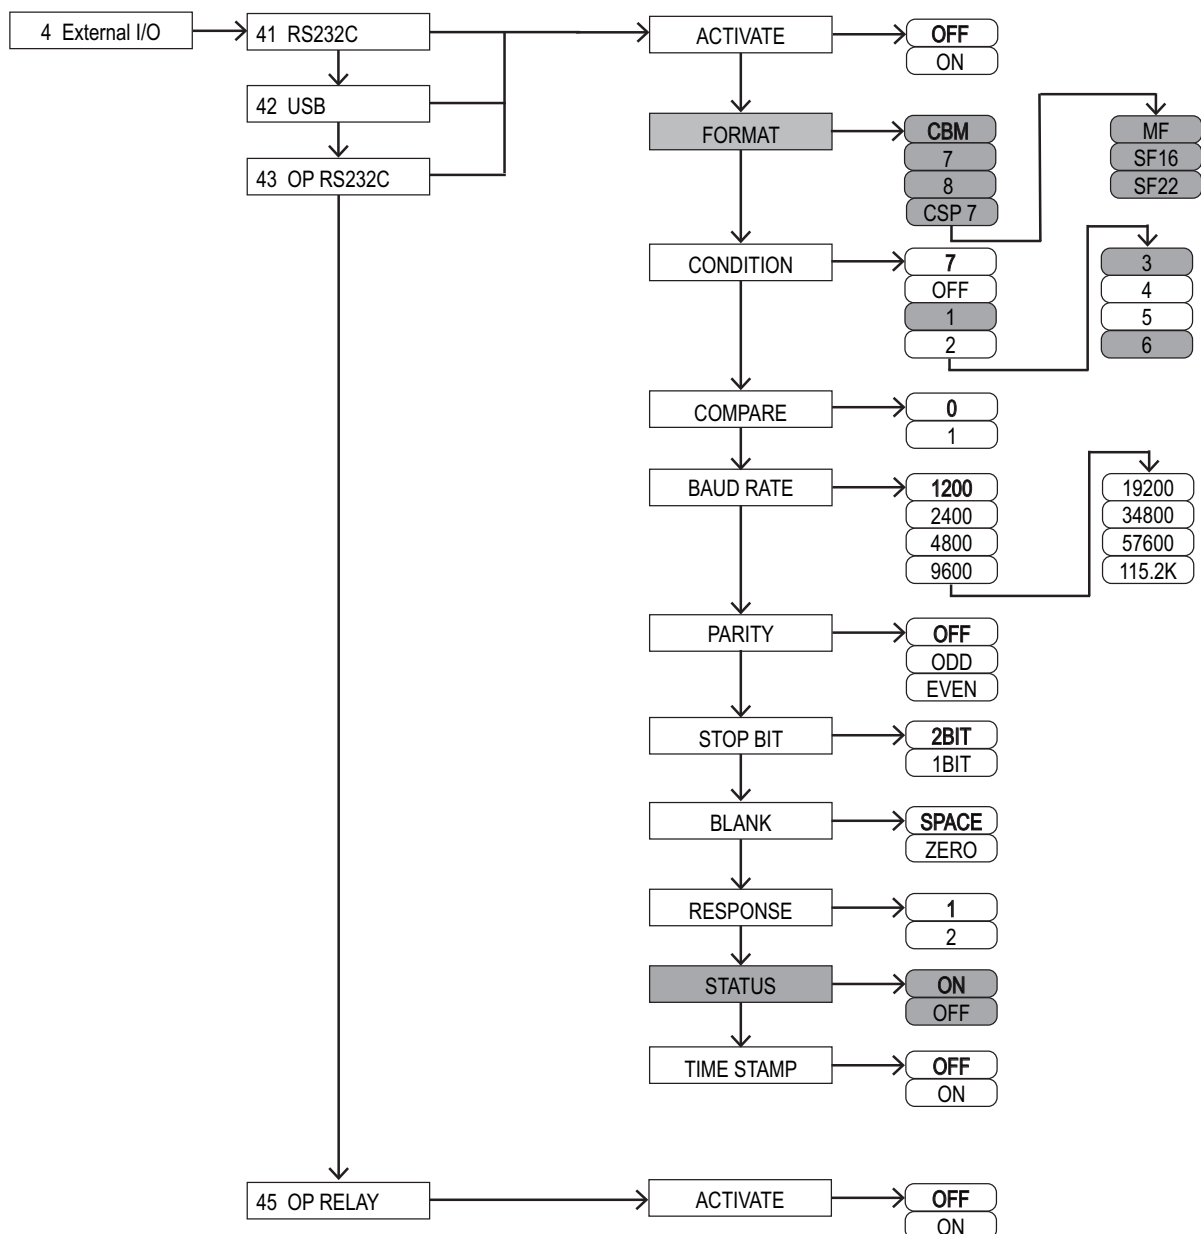 4 External I/O
41 RS232C
ACTIVATE
OFF
ON
42 USB
43 OP RS232C
FORMAT
CBM
7
8
CSP 7
MF
SF16
SF22
CONDITION
7
OFF
1
2
3
4
5
6
COMPARE
0
1
BAUD RATE
1200
2400
4800
9600
19200
34800
57600
115.2K
PARITY
OFF
ODD
EVEN
STOP BIT
2BIT
1BIT
BLANK
SPACE
ZERO
RESPONSE
1
2
STATUS
ON
OFF
TIME STAMP
OFF
ON
45 OP RELAY
ACTIVATE
OFF
ON